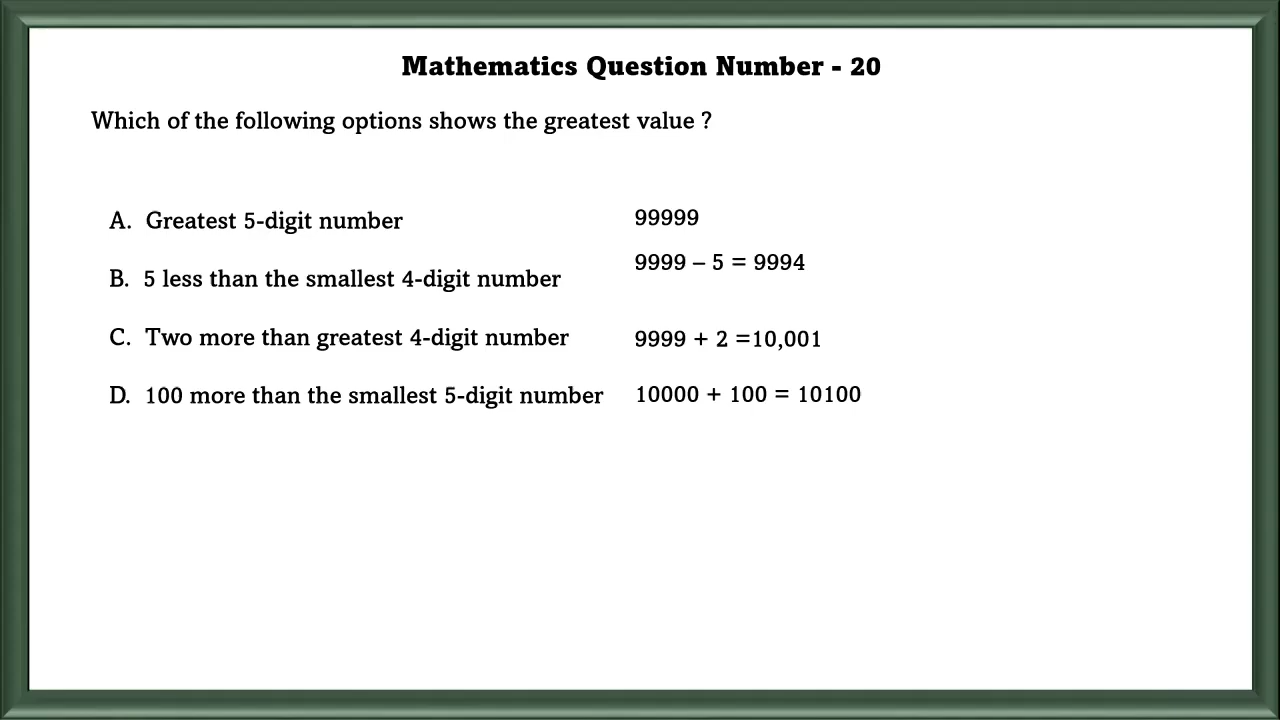 Mathematics Question Number - 20
Which of the following options shows the greatest value ?
A. Greatest 5-digit number 99999
B. 5 less than the smallest 4-digit number 9999 – 5 = 9994
C. Two more than greatest 4-digit number 9999 + 2 =10,001
D. 100 more than the smallest 5-digit number 10000 + 100 = 10100